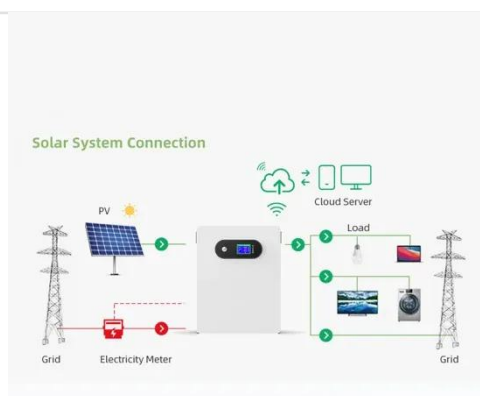 Solar System Connection
Cloud Server
PV
Load
Grid
Electricity Meter
Grid